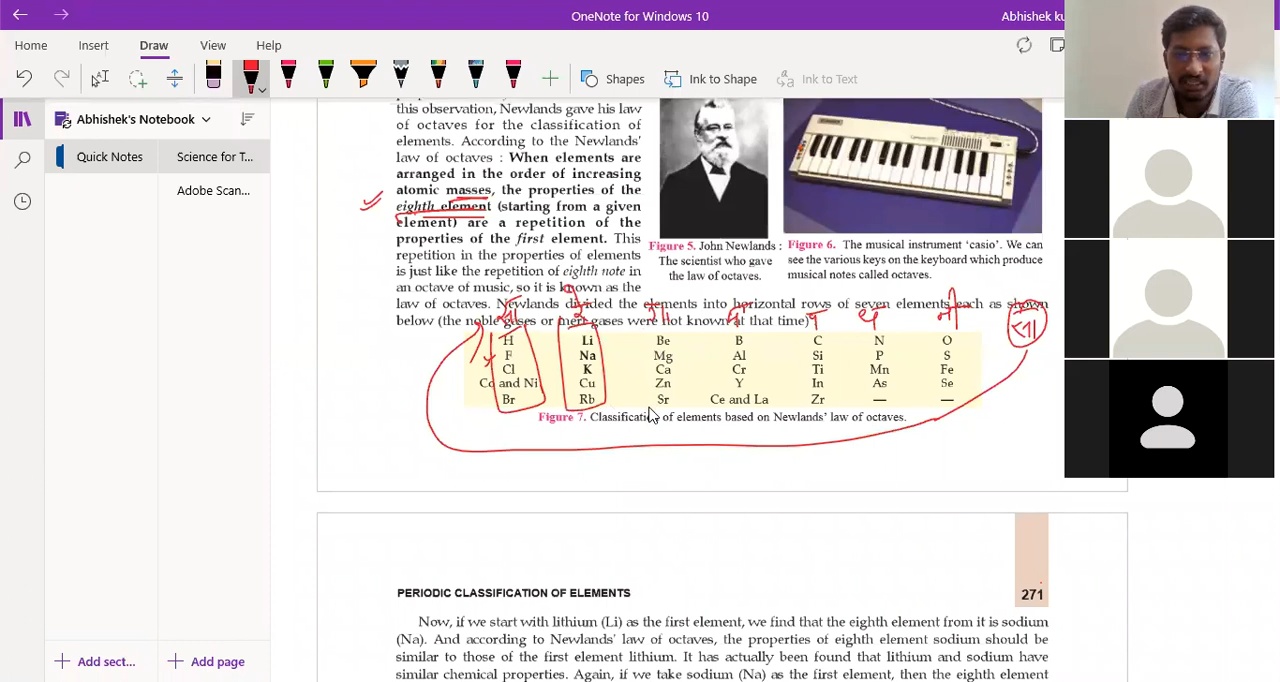 OneNote for Windows 10
Abhishek ku
Home Insert Draw View Help
Shapes Ink to Shape Ink to Text
Abhishek's Notebook
Quick Notes
Science for T...
Adobe Scan...
this observation, Newlands gave his law
of octaves for the classification of
elements. According to the Newlands'
law of octaves : When elements are
arranged in the order of increasing
atomic masses, the properties of the
eighth element (starting from a given
element) are a repetition of the
properties of the first element. This
repetition in the properties of elements
is just like the repetition of eighth note in
an octave of music, so it is known as the
law of octaves. Newlands divided the elements into horizontal rows of seven elements each as shown
below (the noble gases or inert gases were not known at that time)
Figure 5. John Newlands :
The scientist who gave
the law of octaves.
Figure 6. The musical instrument 'casio'. We can
see the various keys on the keyboard which produce
musical notes called octaves.
सा रे गा म प ध नी सा
H Li Be B C N O
F Na Mg Al Si P S
Cl K Ca Cr Ti Mn Fe
Co and Ni Cu Zn Y In As Se
Br Rb Sr Ce and La Zr — —
Figure 7. Classification of elements based on Newlands' law of octaves.
PERIODIC CLASSIFICATION OF ELEMENTS
271
Now, if we start with lithium (Li) as the first element, we find that the eighth element from it is sodium
(Na). And according to Newlands' law of octaves, the properties of eighth element sodium should be
similar to those of the first element lithium. It has actually been found that lithium and sodium have
similar chemical properties. Again, if we take sodium (Na) as the first element, then the eighth element
Add sect... Add page